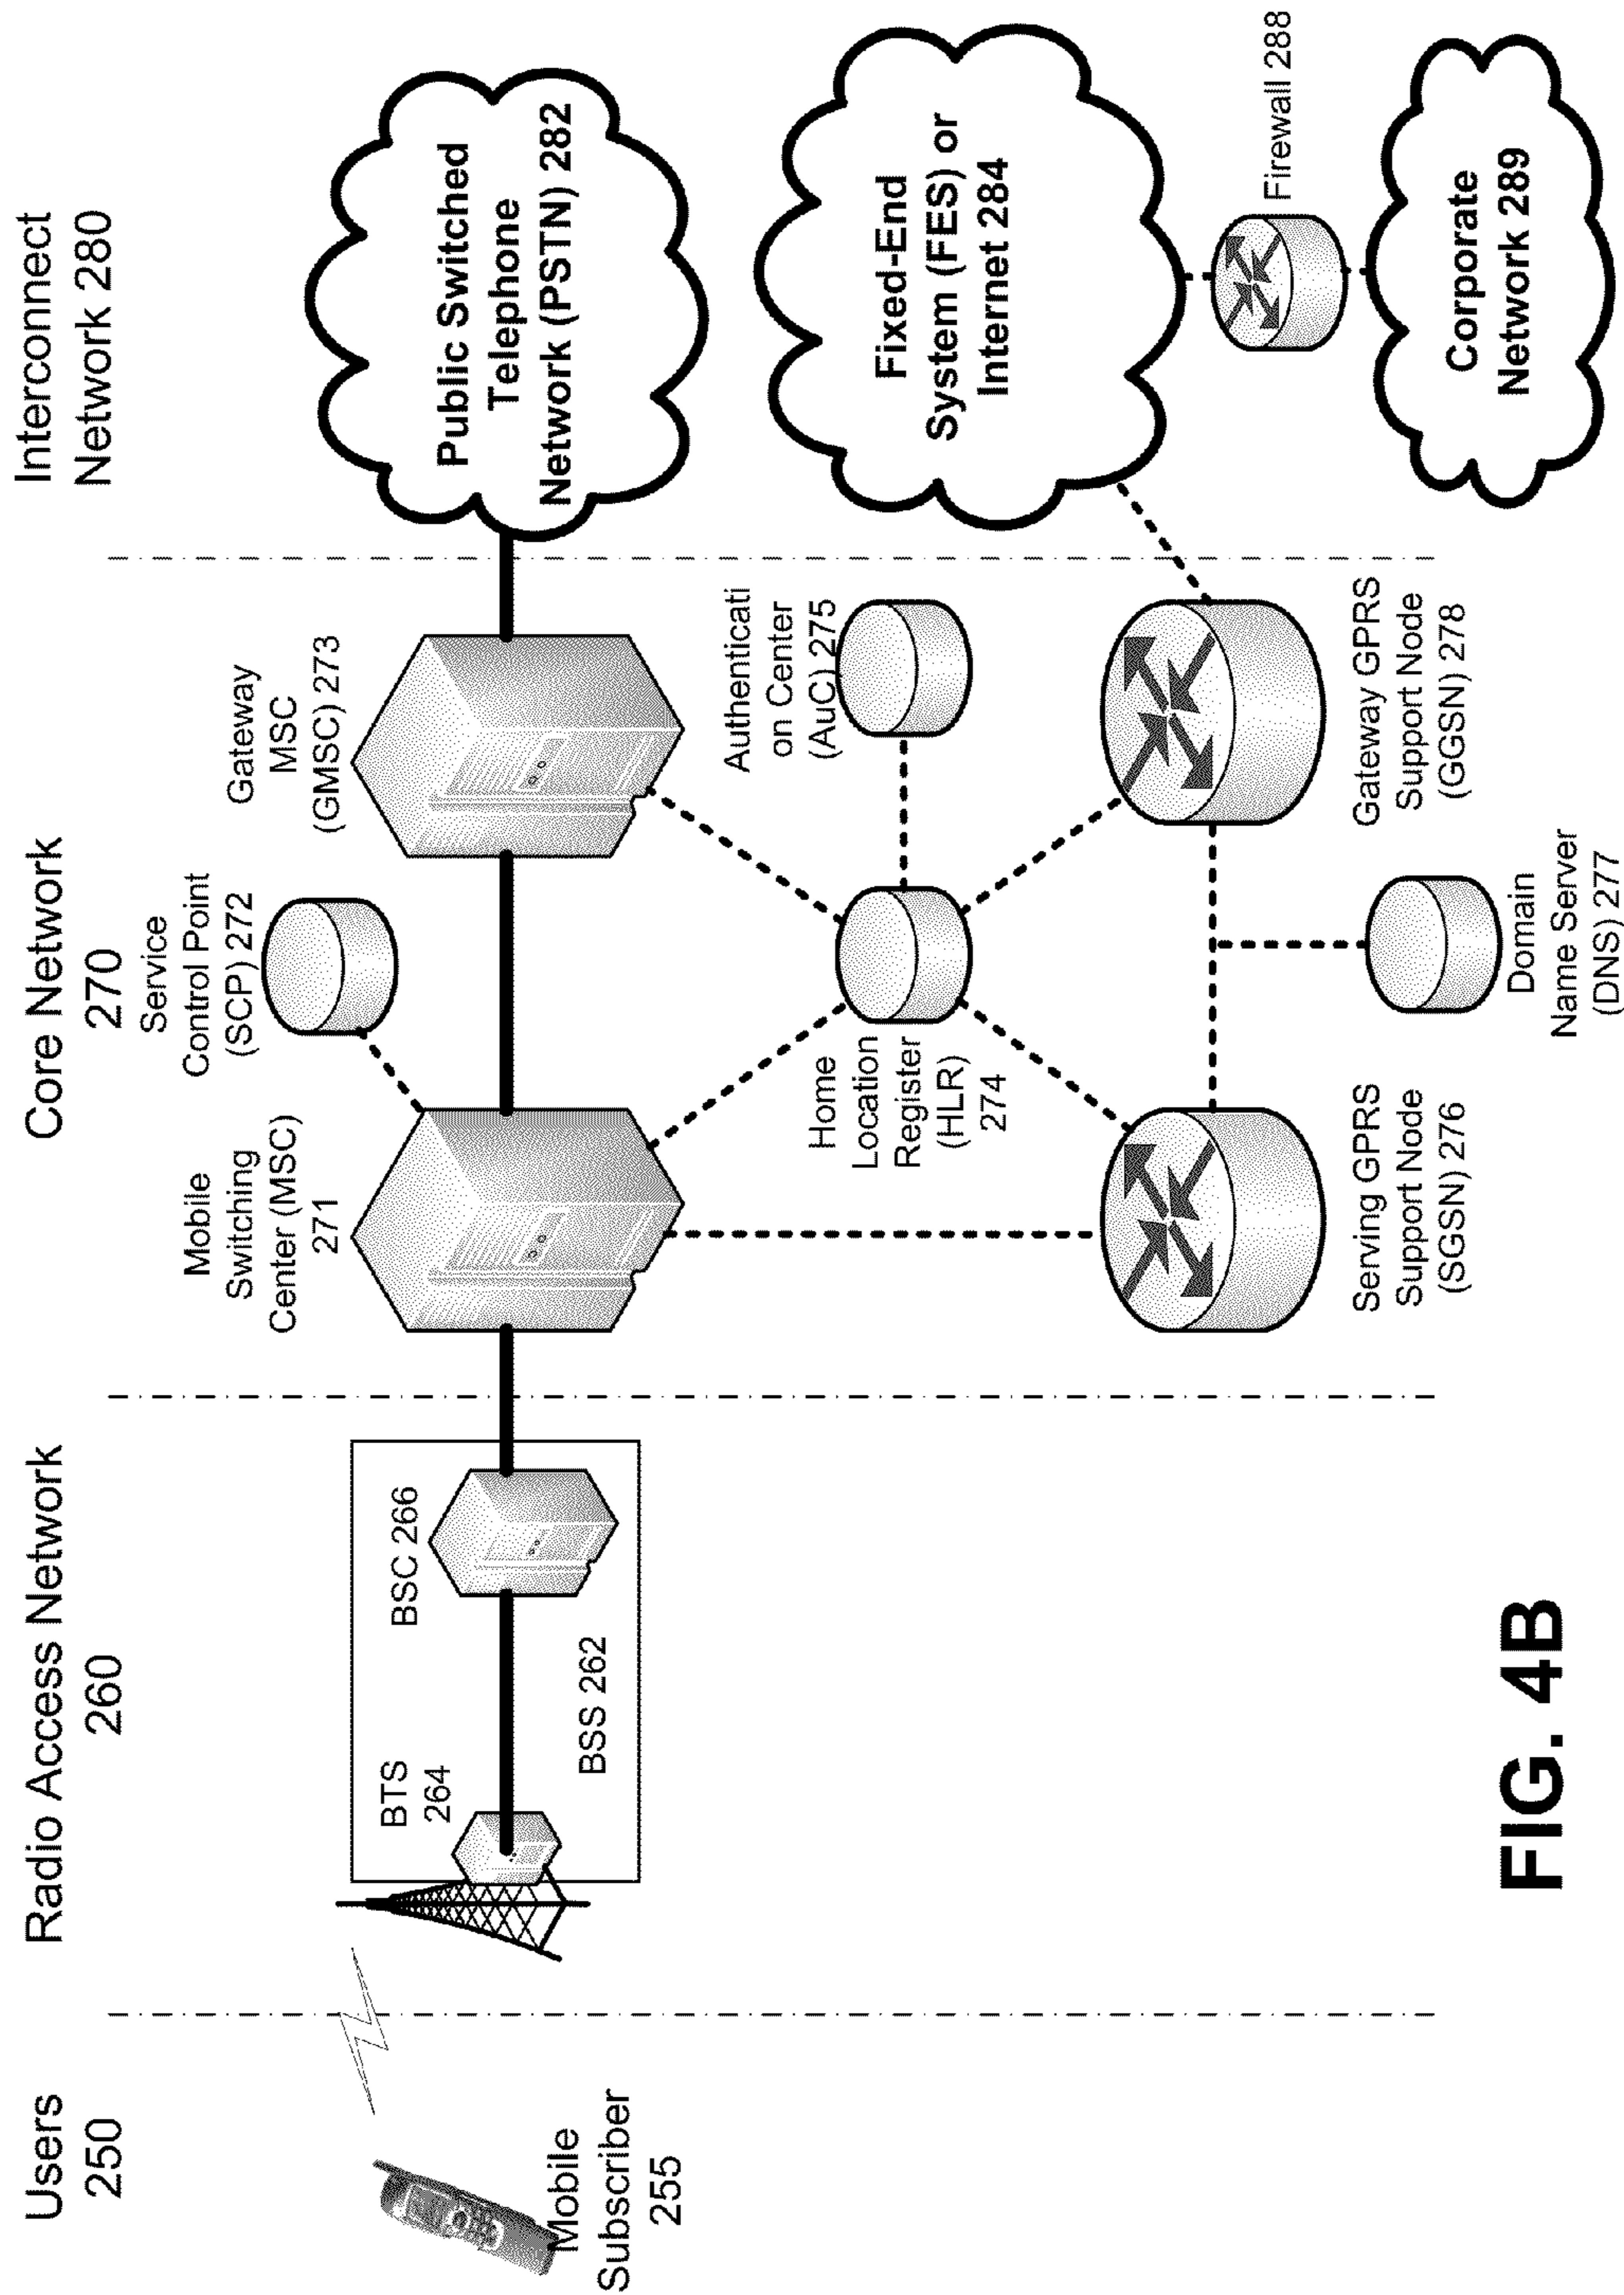 Users
250
Radio Access Network
260
Core Network
270
Interconnect
Network 280
Mobile
Subscriber
255
BTS
264
BSC 266
BSS 262
Mobile
Switching
Center (MSC)
271
Service
Control Point
(SCP) 272
Gateway
MSC
(GMSC) 273
Public Switched
Telephone
Network (PSTN) 282
Home
Location
Register
(HLR)
274
Authenticati
on Center
(AuC) 275
Fixed-End
System (FES) or
Internet 284
Serving GPRS
Support Node
(SGSN) 276
Domain
Name Server
(DNS) 277
Gateway GPRS
Support Node
(GGSN) 278
Firewall 288
Corporate
Network 289
FIG. 4B